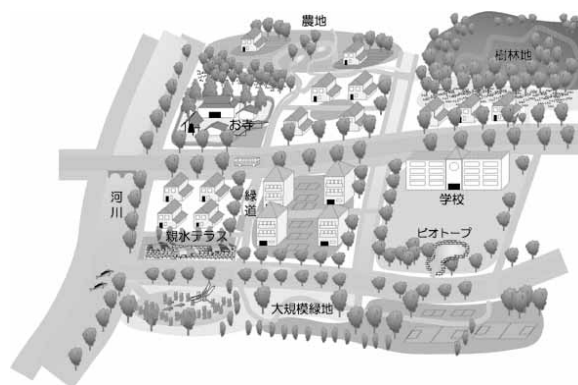 農地
樹林地
お寺
河川
緑道
学校
親水テラス
ビオトープ
大規模緑地